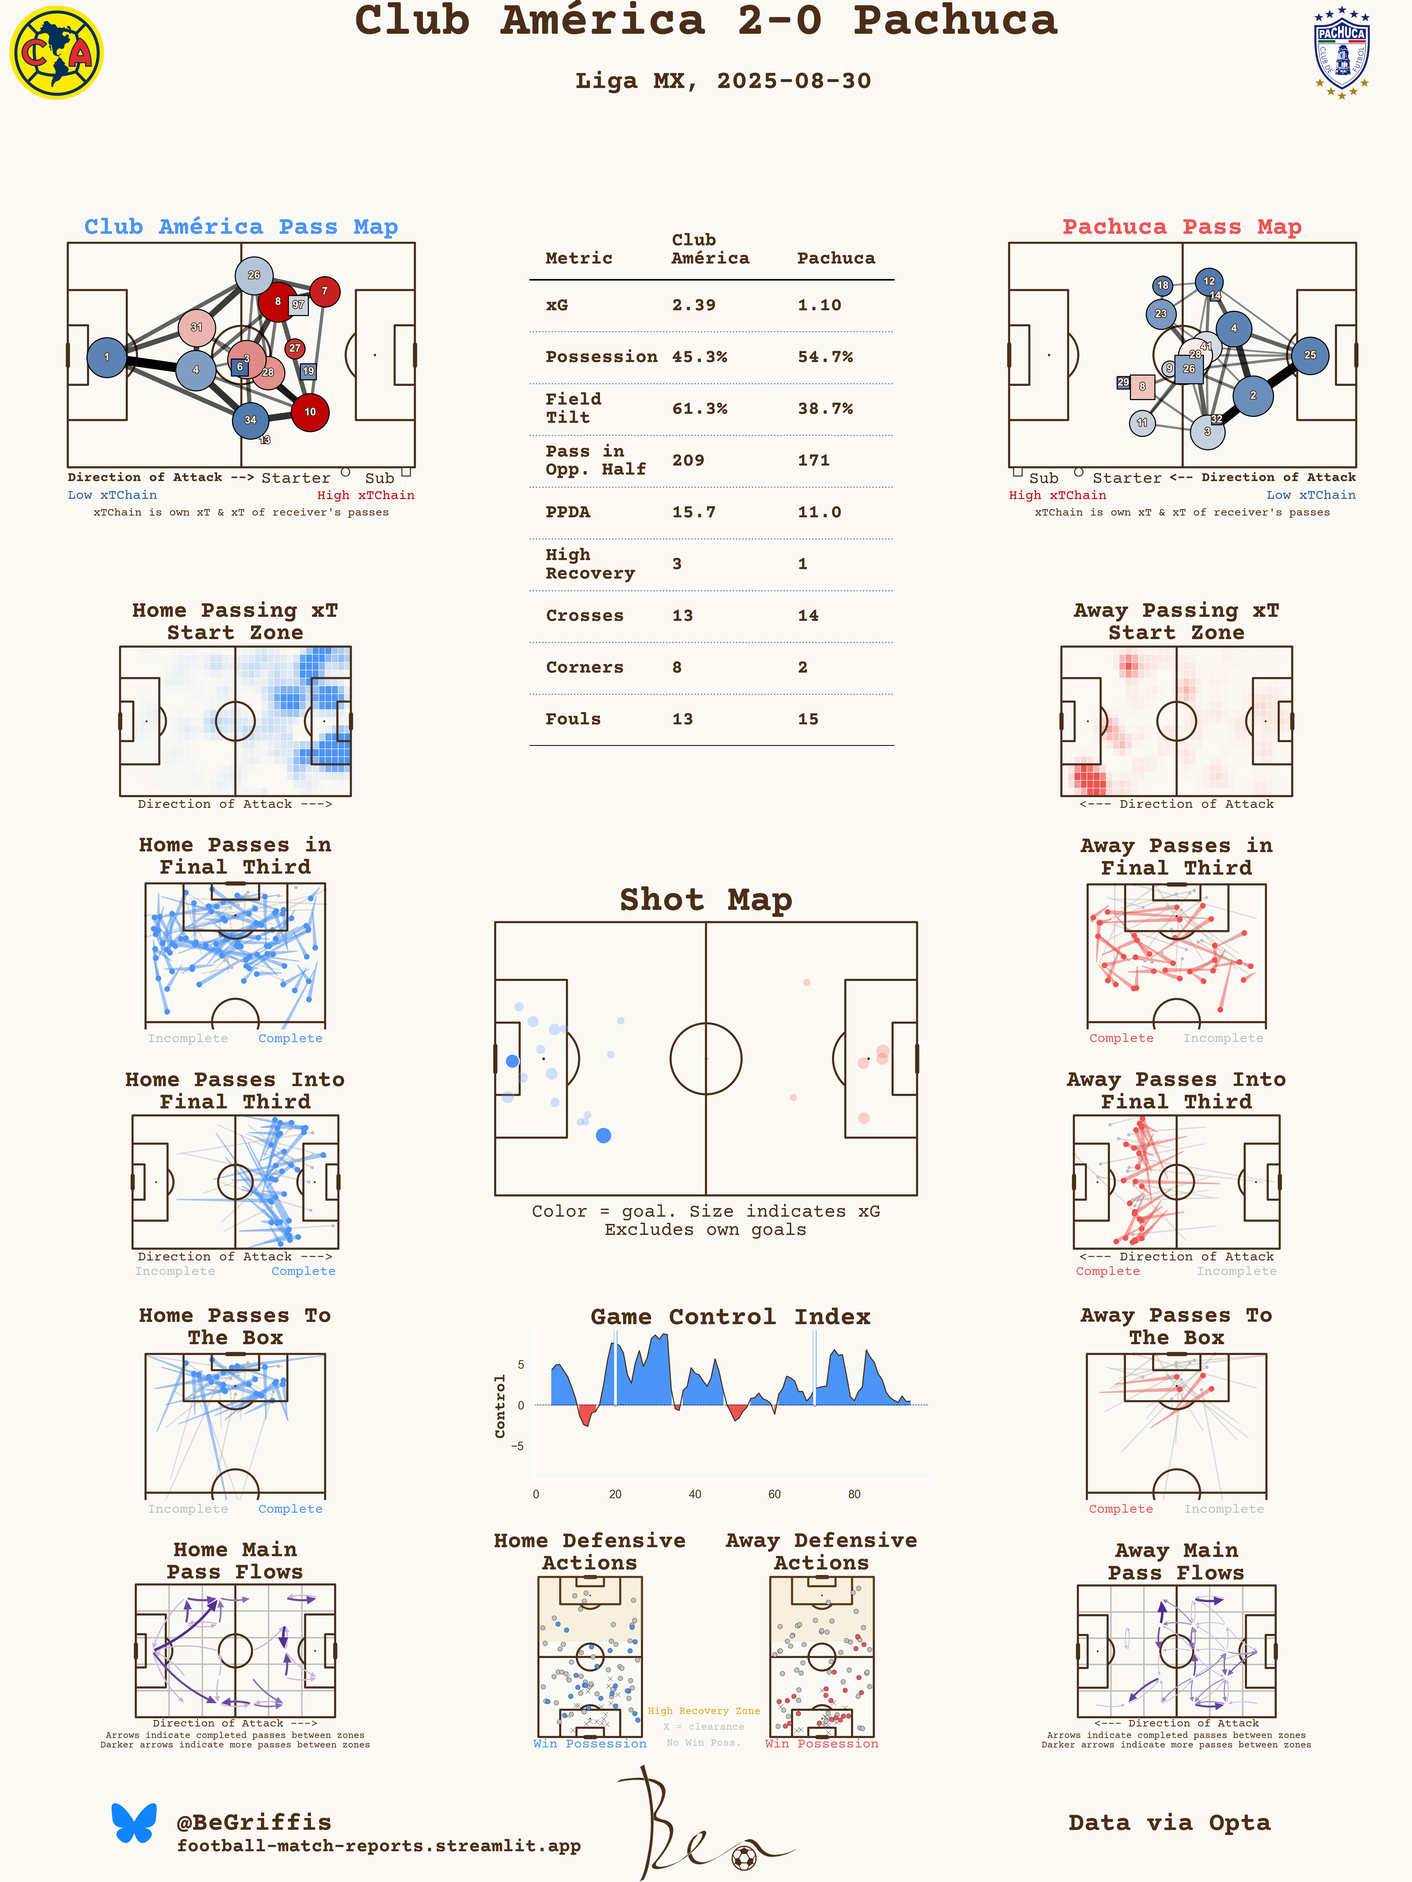 Club América 2-0 Pachuca
Liga MX, 2025-08-30
C A
PACHUCA
CLUB DE FUTBOL
Club América Pass Map
26
7
8
97
31
1
27
3
6
28
19
4
10
34
13
Direction of Attack --> Starter Sub
Low xTChain High xTChain
xTChain is own xT & xT of receiver's passes
Metric Club América Pachuca
xG 2.39 1.10
Possession 45.3% 54.7%
Field Tilt 61.3% 38.7%
Pass in Opp. Half 209 171
PPDA 15.7 11.0
High Recovery 3 1
Crosses 13 14
Corners 8 2
Fouls 13 15
Pachuca Pass Map
18
12
14
23
4
41
28
25
9
26
29
8
2
11
32
3
Sub Starter <-- Direction of Attack
High xTChain Low xTChain
xTChain is own xT & xT of receiver's passes
Home Passing xT
Start Zone
Direction of Attack --->
Away Passing xT
Start Zone
<--- Direction of Attack
Home Passes in
Final Third
Incomplete Complete
Away Passes in
Final Third
Complete Incomplete
Shot Map
Color = goal. Size indicates xG
Excludes own goals
Home Passes Into
Final Third
Direction of Attack --->
Incomplete Complete
Away Passes Into
Final Third
<--- Direction of Attack
Complete Incomplete
Home Passes To
The Box
Incomplete Complete
Game Control Index
Control
5
0
−5
0 20 40 60 80
Away Passes To
The Box
Complete Incomplete
Home Main
Pass Flows
Direction of Attack --->
Arrows indicate completed passes between zones
Darker arrows indicate more passes between zones
Home Defensive
Actions
Win Possession
High Recovery Zone
X = clearance
No Win Poss.
Away Defensive
Actions
Win Possession
Away Main
Pass Flows
<--- Direction of Attack
Arrows indicate completed passes between zones
Darker arrows indicate more passes between zones
@BeGriffis
football-match-reports.streamlit.app
Ben
Data via Opta